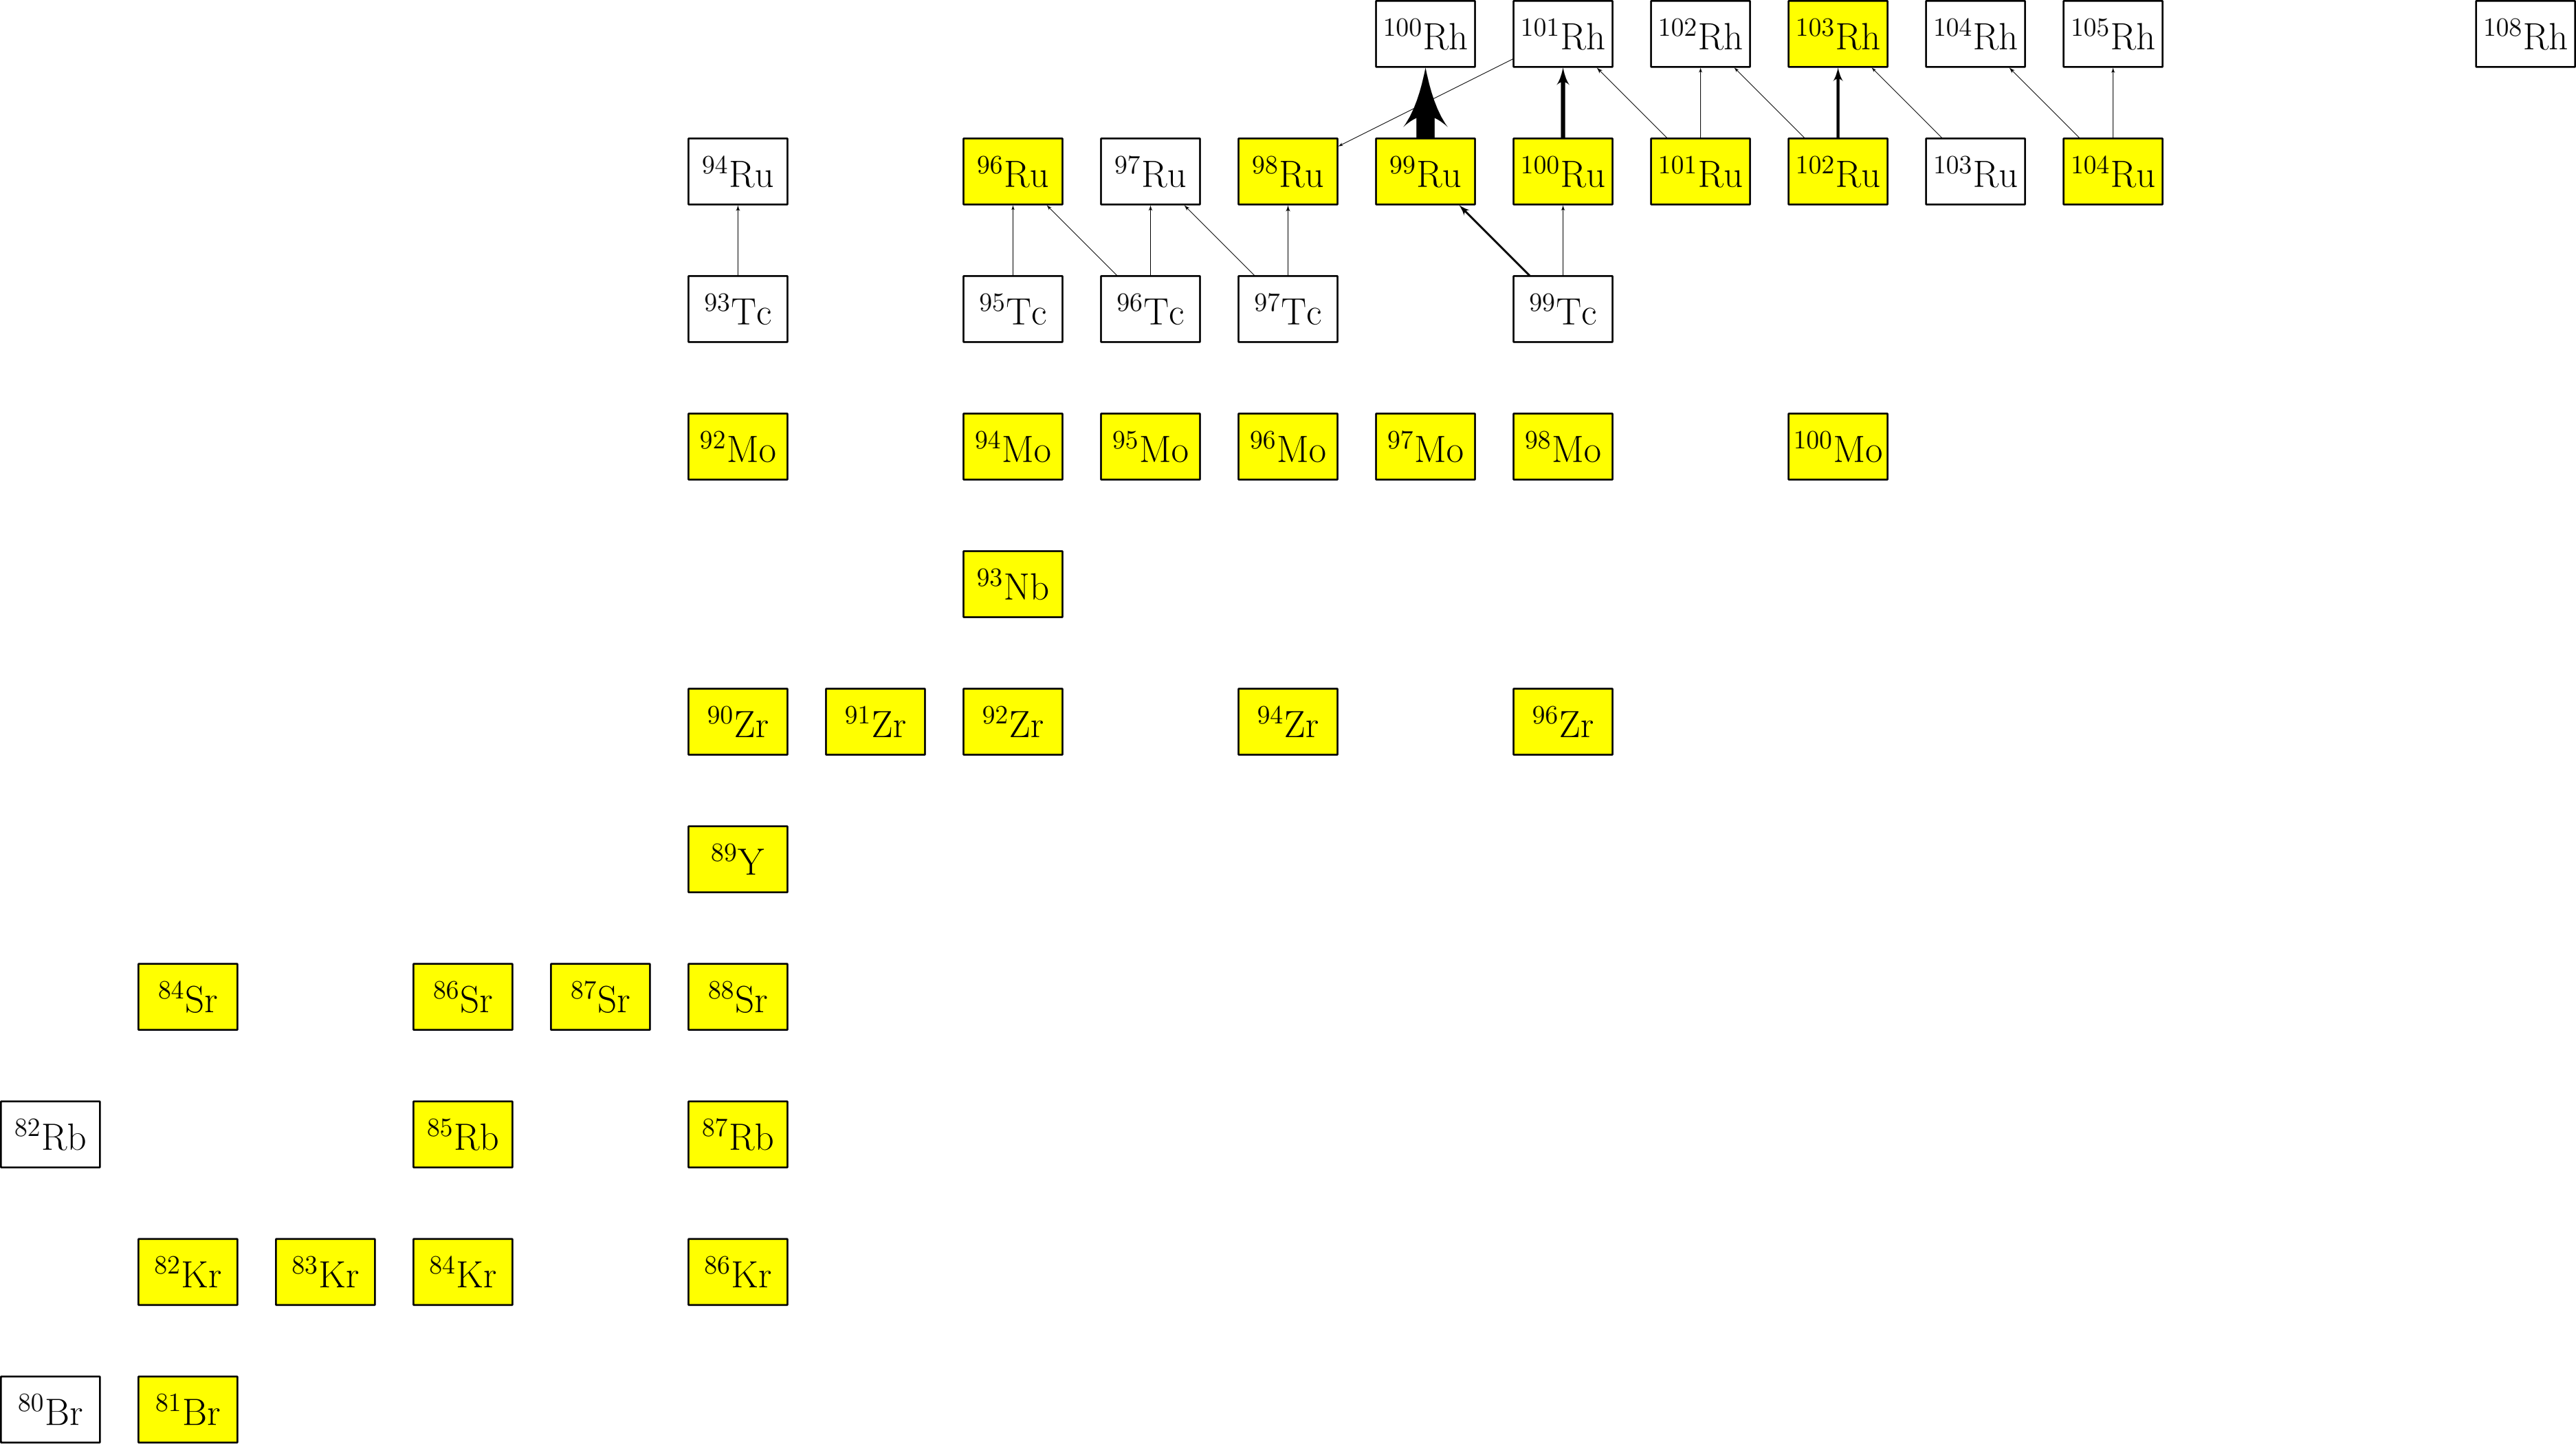 ¹⁰⁰Rh ¹⁰¹Rh ¹⁰²Rh ¹⁰³Rh ¹⁰⁴Rh ¹⁰⁵Rh ¹⁰⁸Rh
⁹⁴Ru ⁹⁶Ru ⁹⁷Ru ⁹⁸Ru ⁹⁹Ru ¹⁰⁰Ru ¹⁰¹Ru ¹⁰²Ru ¹⁰³Ru ¹⁰⁴Ru
⁹³Tc ⁹⁵Tc ⁹⁶Tc ⁹⁷Tc ⁹⁹Tc
⁹²Mo ⁹⁴Mo ⁹⁵Mo ⁹⁶Mo ⁹⁷Mo ⁹⁸Mo ¹⁰⁰Mo
⁹³Nb
⁹⁰Zr ⁹¹Zr ⁹²Zr ⁹⁴Zr ⁹⁶Zr
⁸⁹Y
⁸⁴Sr ⁸⁶Sr ⁸⁷Sr ⁸⁸Sr
⁸²Rb ⁸⁵Rb ⁸⁷Rb
⁸²Kr ⁸³Kr ⁸⁴Kr ⁸⁶Kr
⁸⁰Br ⁸¹Br